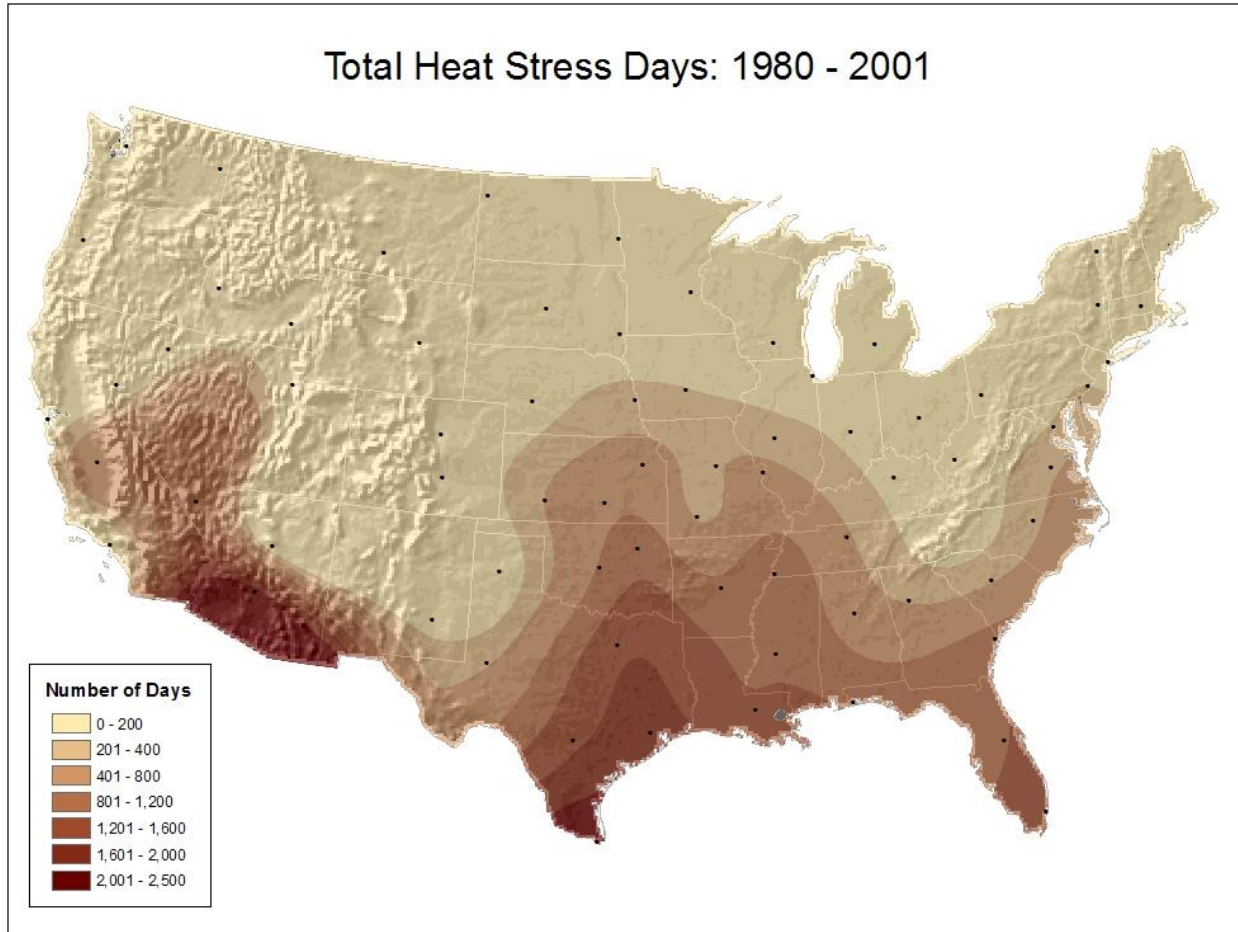 Total Heat Stress Days: 1980 - 2001
Number of Days
0 - 200
201 - 400
401 - 800
801 - 1,200
1,201 - 1,600
1,601 - 2,000
2,001 - 2,500